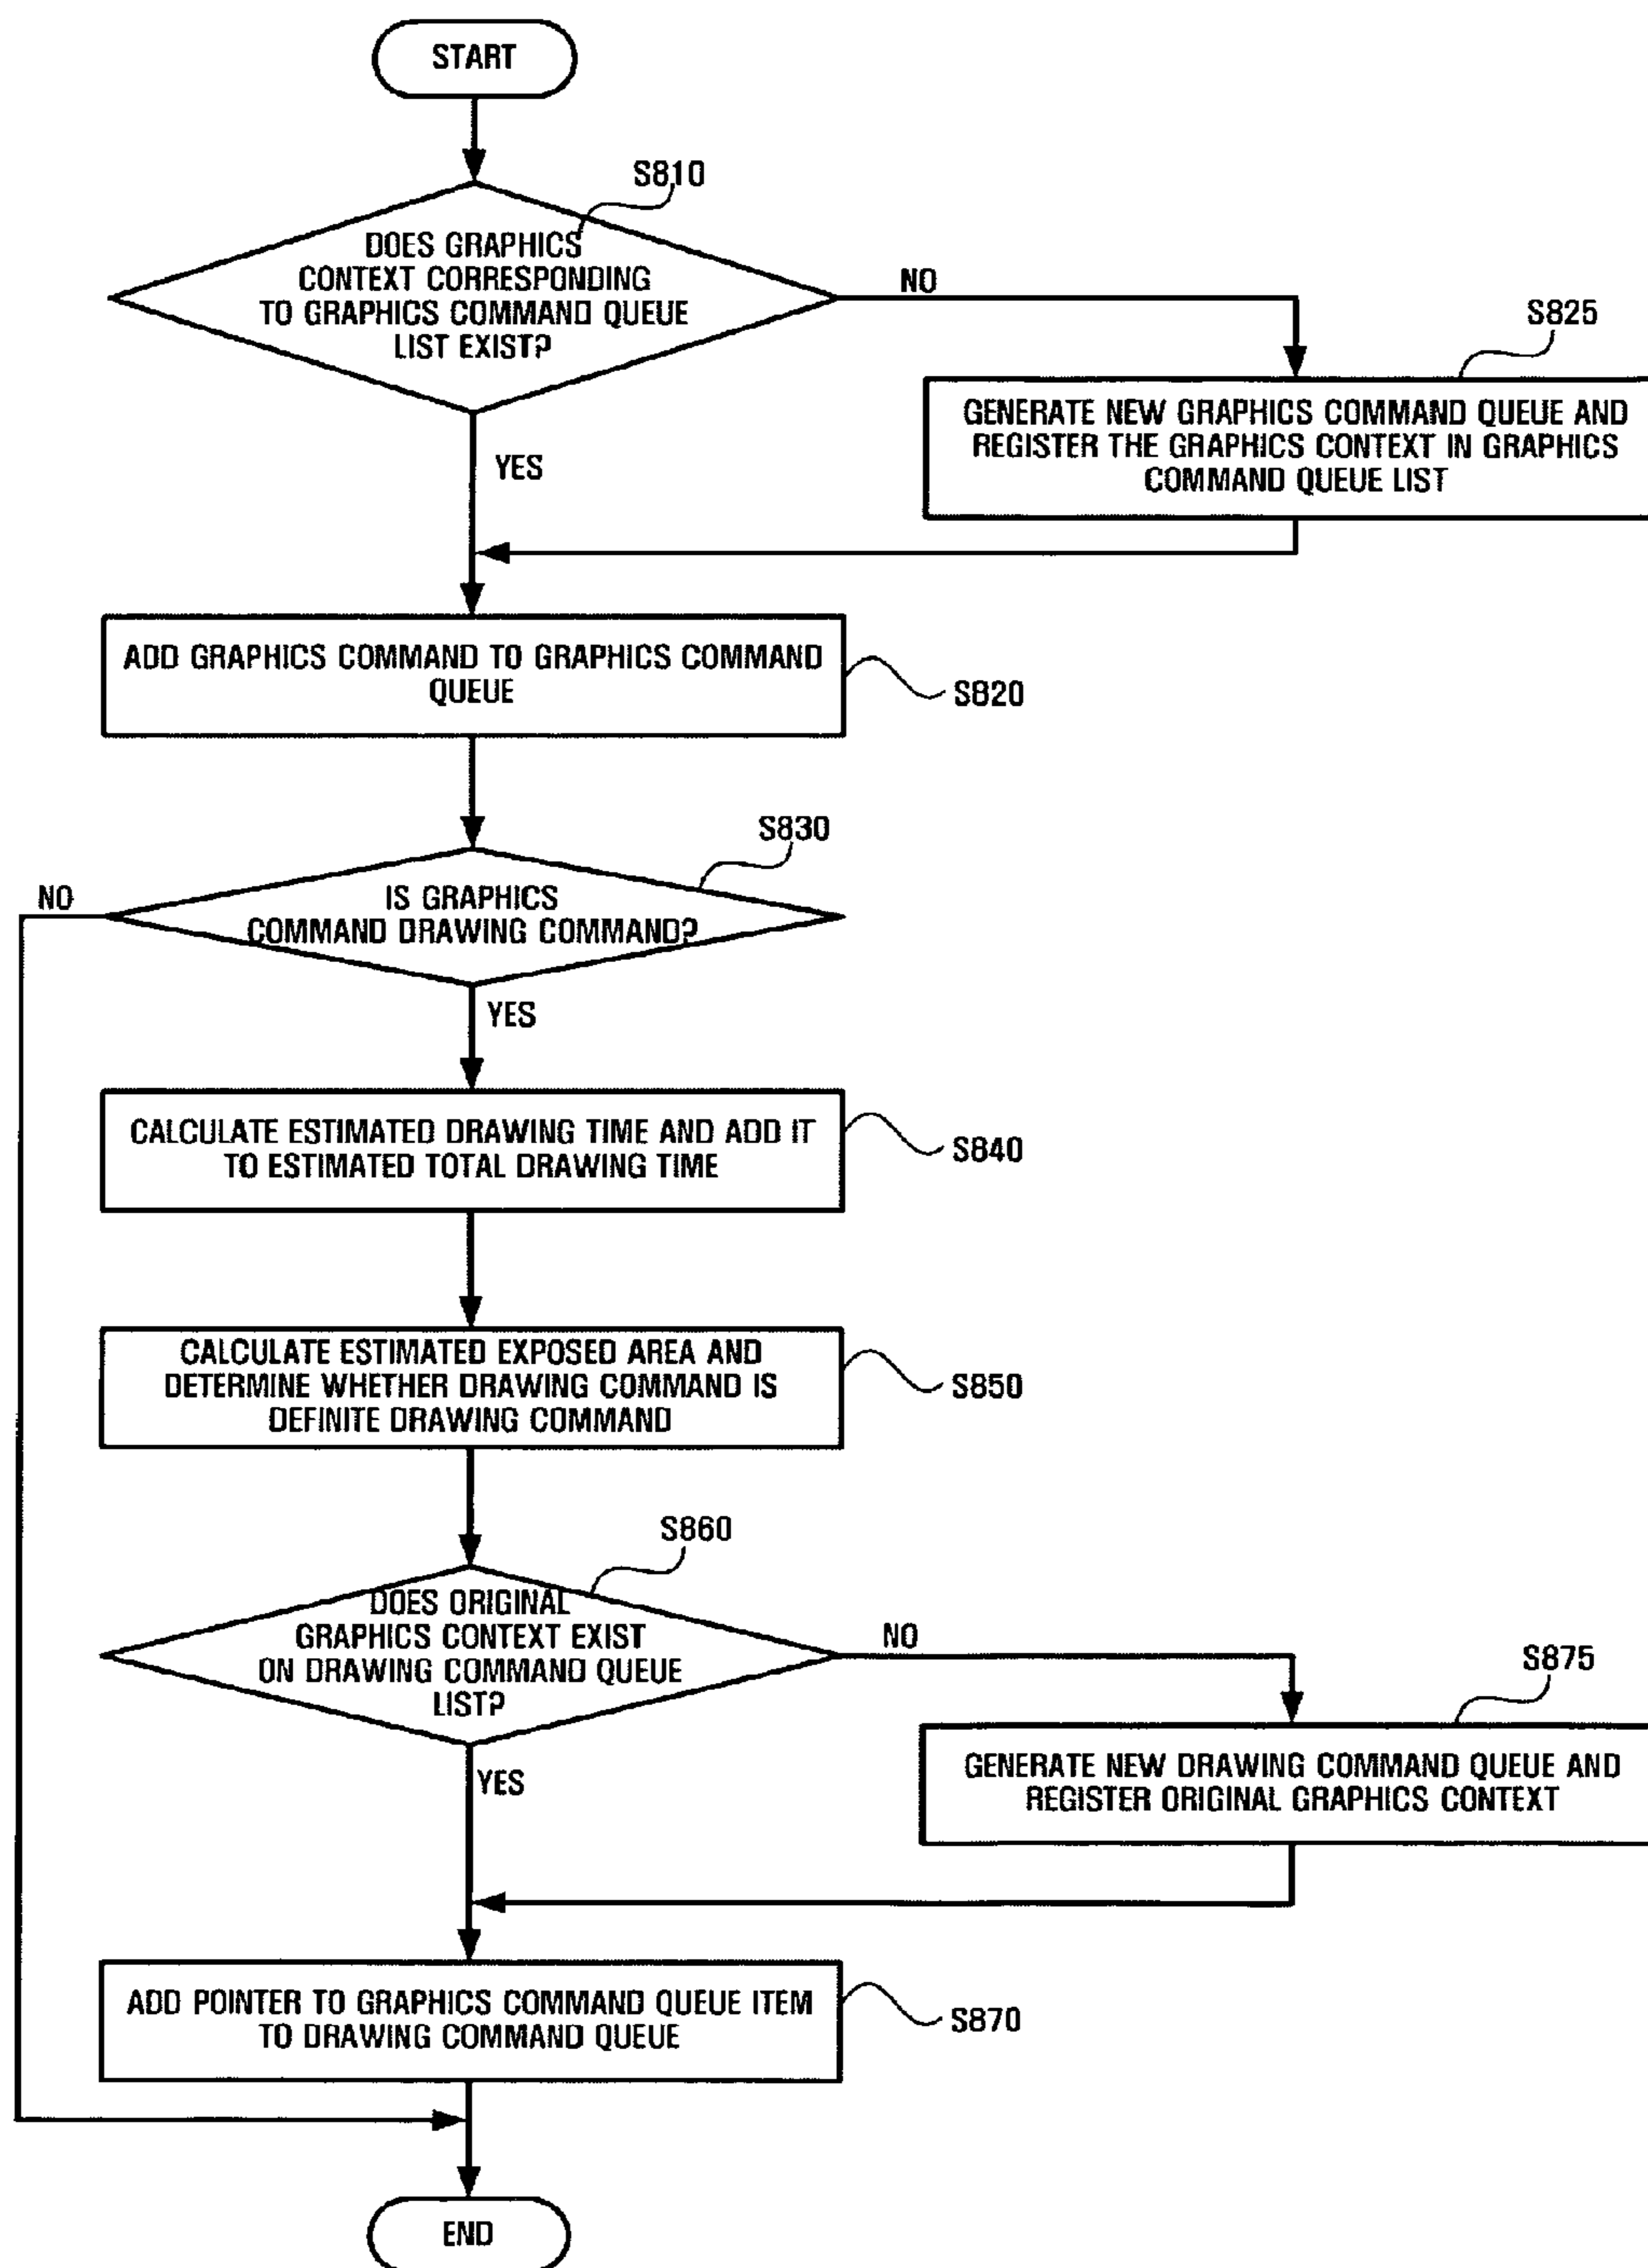 START
S810
DOES GRAPHICS
CONTEXT CORRESPONDING
TO GRAPHICS COMMAND QUEUE
LIST EXIST?
NO
S825
GENERATE NEW GRAPHICS COMMAND QUEUE AND
REGISTER THE GRAPHICS CONTEXT IN GRAPHICS
COMMAND QUEUE LIST
YES
ADD GRAPHICS COMMAND TO GRAPHICS COMMAND
QUEUE
S820
S830
IS GRAPHICS
COMMAND DRAWING COMMAND?
NO
YES
CALCULATE ESTIMATED DRAWING TIME AND ADD IT
TO ESTIMATED TOTAL DRAWING TIME
S840
CALCULATE ESTIMATED EXPOSED AREA AND
DETERMINE WHETHER DRAWING COMMAND IS
DEFINITE DRAWING COMMAND
S850
S860
DOES ORIGINAL
GRAPHICS CONTEXT EXIST
ON DRAWING COMMAND QUEUE
LIST?
NO
S875
GENERATE NEW DRAWING COMMAND QUEUE AND
REGISTER ORIGINAL GRAPHICS CONTEXT
YES
ADD POINTER TO GRAPHICS COMMAND QUEUE ITEM
TO DRAWING COMMAND QUEUE
S870
END